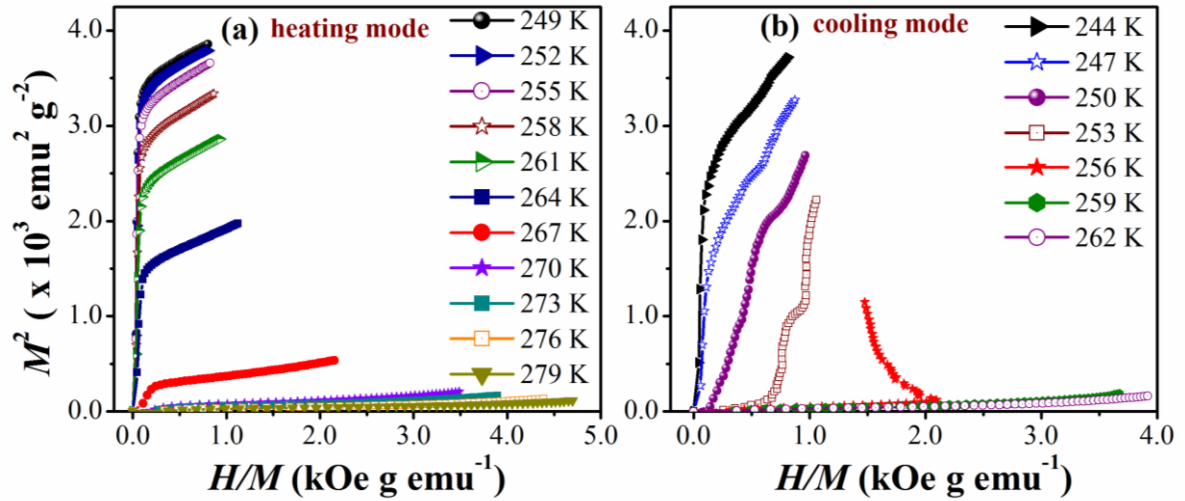 (a) heating mode
249 K
252 K
255 K
258 K
261 K
264 K
267 K
270 K
273 K
276 K
279 K
4.0
3.0
2.0
1.0
0.0
M² ( x 10³ emu² g⁻²)
0.0 1.0 2.0 3.0 4.0 5.0
H/M (kOe g emu⁻¹)
(b) cooling mode
244 K
247 K
250 K
253 K
256 K
259 K
262 K
4.0
3.0
2.0
1.0
0.0
0.0 1.0 2.0 3.0 4.0
H/M (kOe g emu⁻¹)